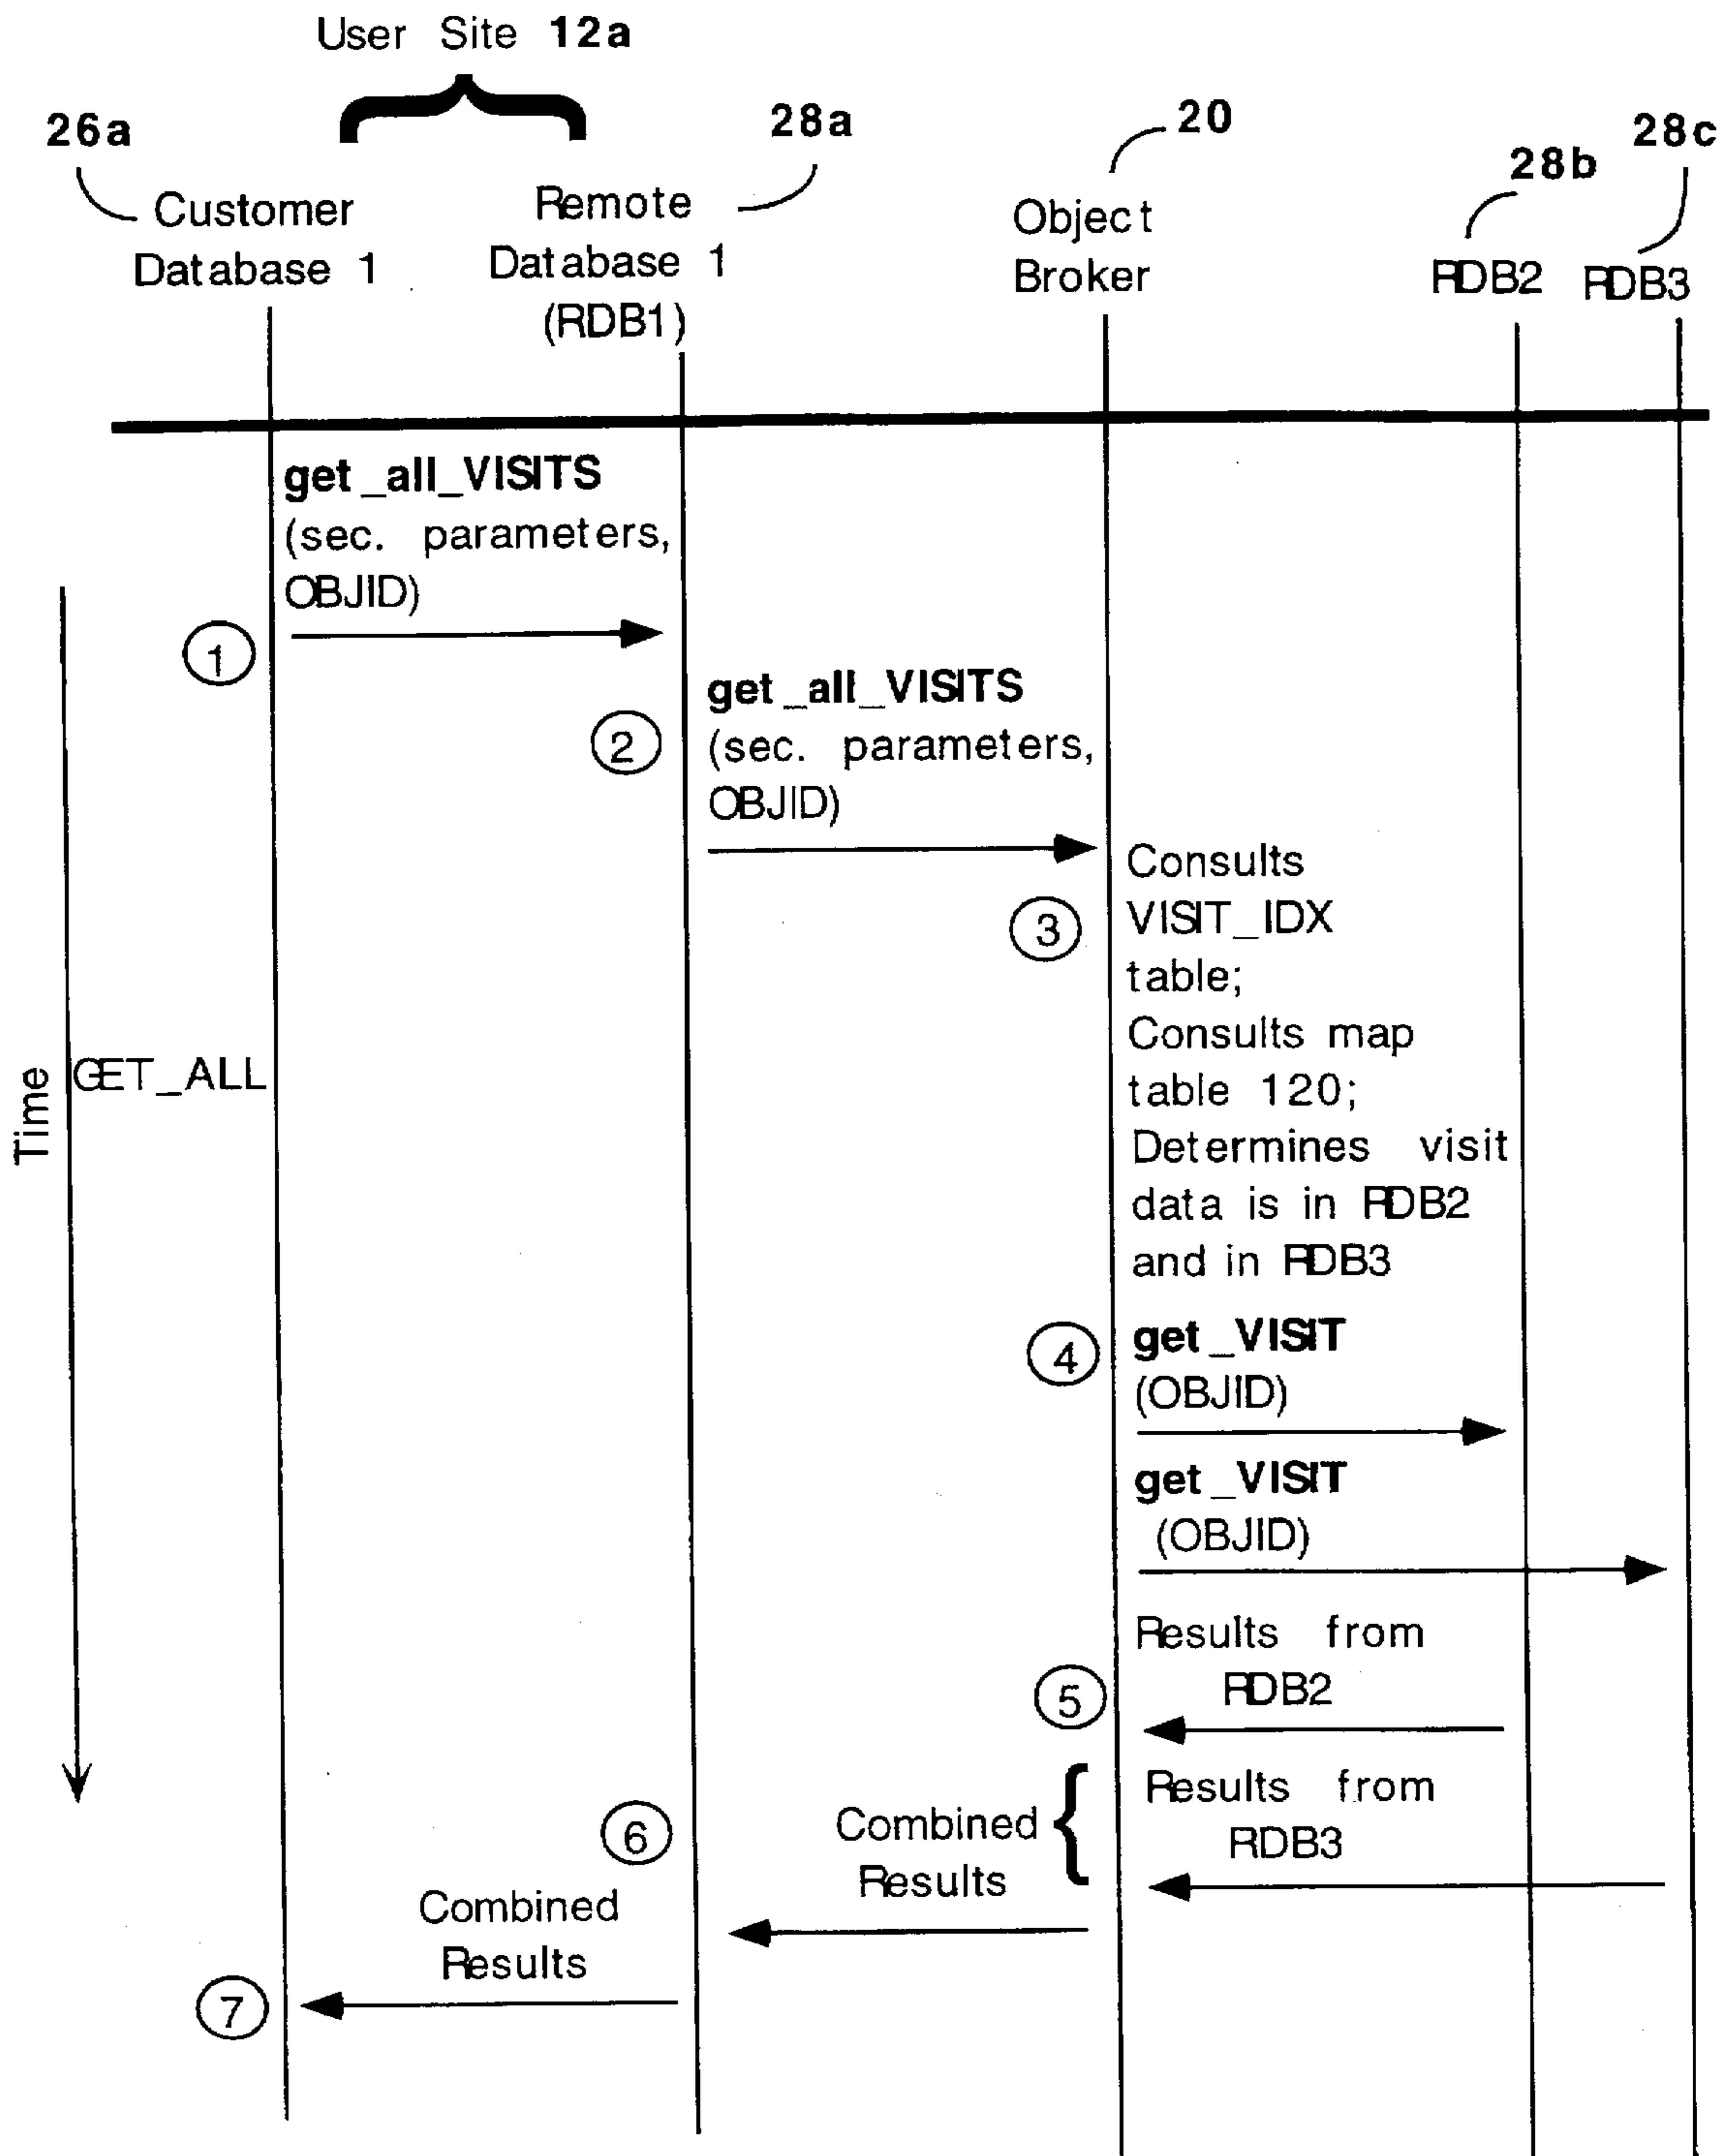 User Site 12a
26a
28a
20
28b
28c
Customer
Database 1
Remote
Database 1
(RDB1)
Object
Broker
RDB2
RDB3
get_all_VISITS
(sec. parameters,
OBJID)
1
get_all_VISITS
(sec. parameters,
OBJID)
2
Consults
VISIT_IDX
table;
Consults map
table 120;
Determines visit
data is in RDB2
and in RDB3
3
Time
GET_ALL
4
get_VISIT
(OBJID)
get_VISIT
(OBJID)
Results from
RDB2
5
Results from
RDB3
Combined
Results
6
Combined
Results
7